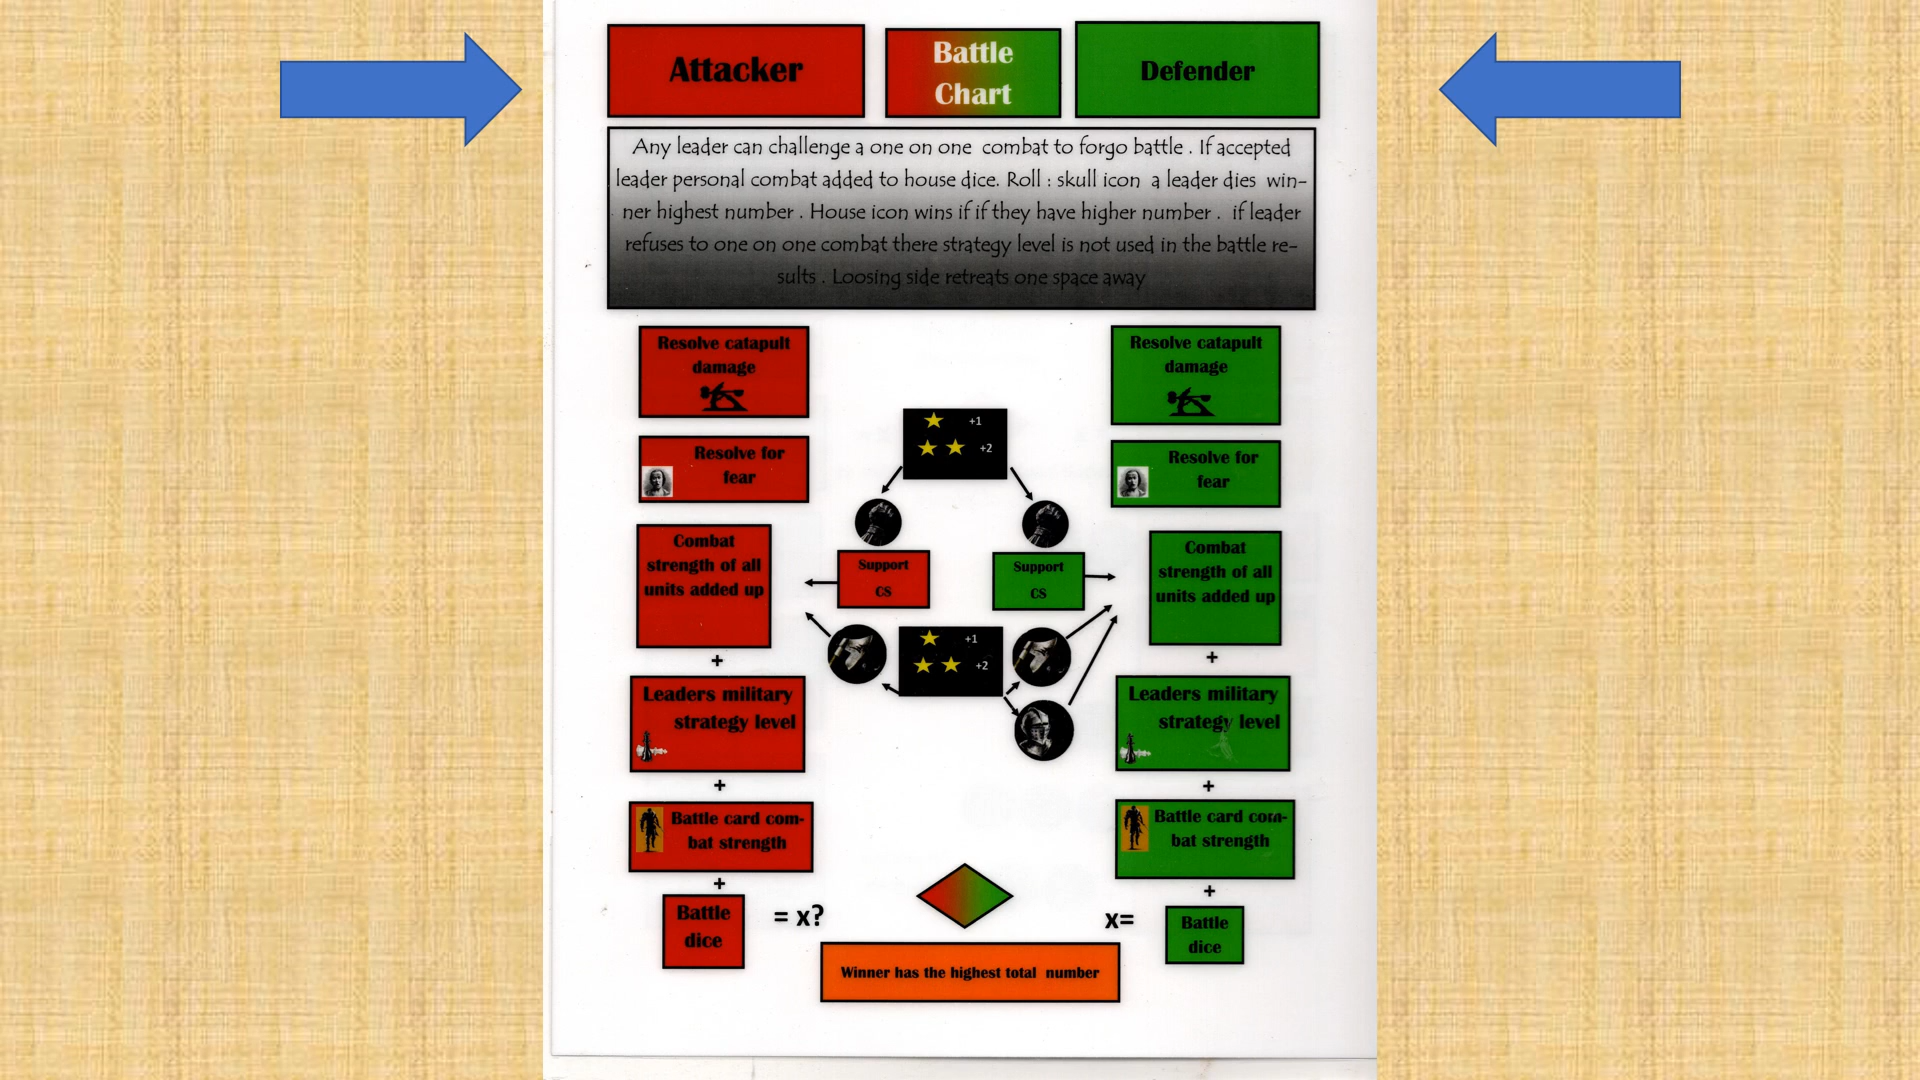 Attacker
Battle
Chart
Defender
Any leader can challenge a one on one combat to forgo battle . If accepted
leader personal combat added to house dice. Roll : skull icon a leader dies win-
ner highest number . House icon wins if if they have higher number . if leader
refuses to one on one combat there strategy level is not used in the battle re-
sults . Loosing side retreats one space away
Resolve catapult
damage
Resolve catapult
damage
+1
+2
Resolve for
fear
Resolve for
fear
Combat
strength of all
units added up
Support
CS
Support
CS
Combat
strength of all
units added up
+1
+2
+
+
Leaders military
strategy level
Leaders military
strategy level
+
+
Battle card com-
bat strength
Battle card com-
bat strength
+
+
Battle
dice
= x?
x=
Battle
dice
Winner has the highest total number